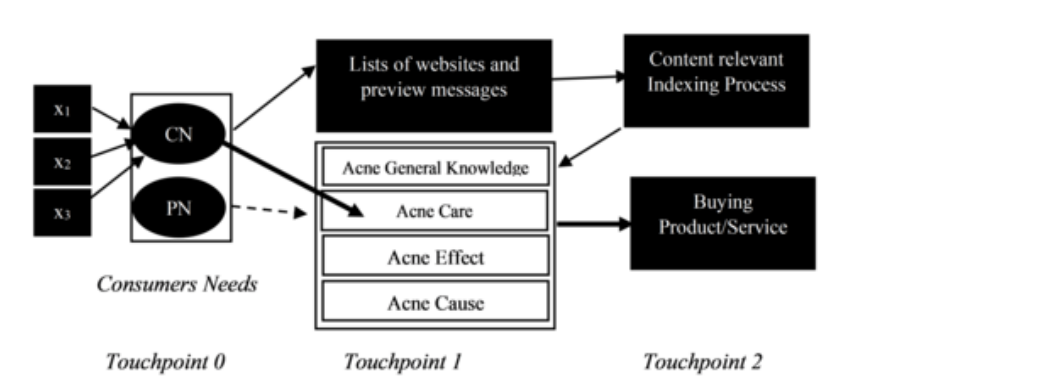 x1
x2
x3
CN
PN
Consumers Needs
Touchpoint 0
Lists of websites and
preview messages
Acne General Knowledge
Acne Care
Acne Effect
Acne Cause
Touchpoint 1
Content relevant
Indexing Process
Buying
Product/Service
Touchpoint 2